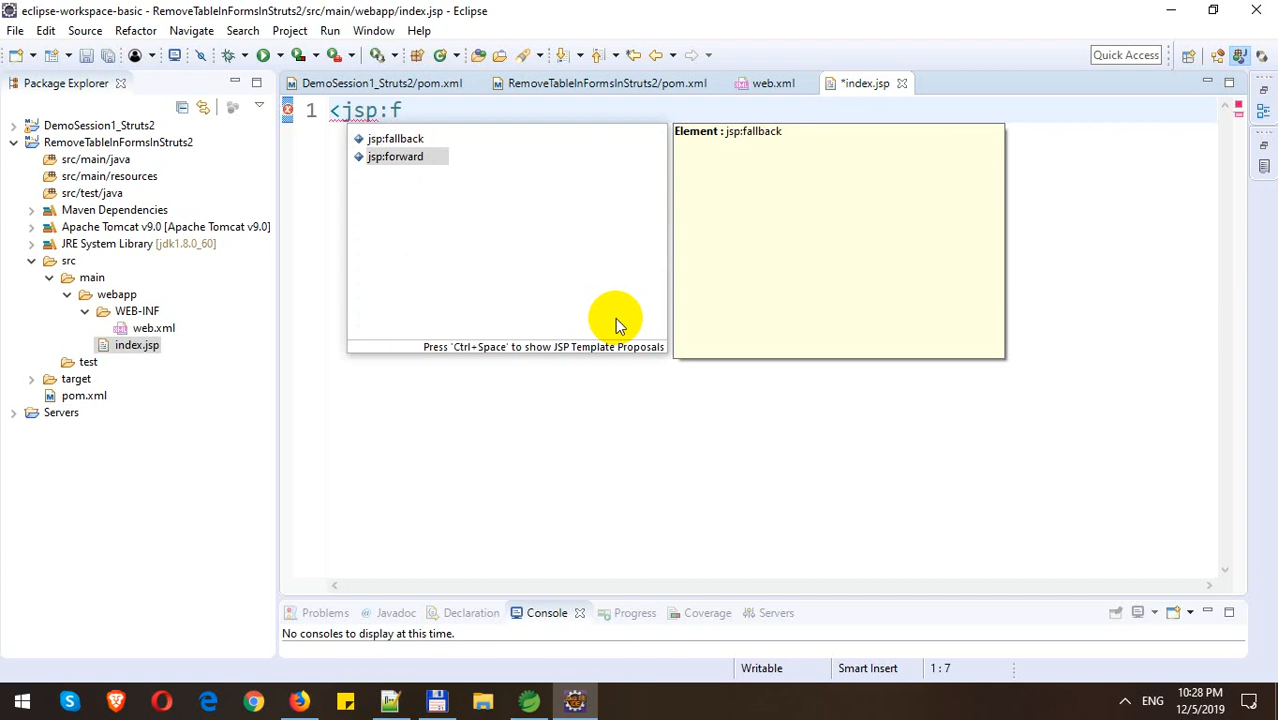 eclipse-workspace-basic - RemoveTableInFormsInStruts2/src/main/webapp/index.jsp - Eclipse
File Edit Source Refactor Navigate Search Project Run Window Help
Quick Access
Package Explorer
DemoSession1_Struts2/pom.xml
RemoveTableInFormsInStruts2/pom.xml
web.xml
*index.jsp
DemoSession1_Struts2
RemoveTableInFormsInStruts2
src/main/java
src/main/resources
src/test/java
Maven Dependencies
Apache Tomcat v9.0 [Apache Tomcat v9.0]
JRE System Library [jdk1.8.0_60]
src
main
webapp
WEB-INF
web.xml
index.jsp
test
target
pom.xml
Servers
1 <jsp:f
jsp:fallback
jsp:forward
Press 'Ctrl+Space' to show JSP Template Proposals
Element : jsp:fallback
Problems Javadoc Declaration Console Progress Coverage Servers
No consoles to display at this time.
Writable Smart Insert 1 : 7
ENG
10:28 PM
12/5/2019